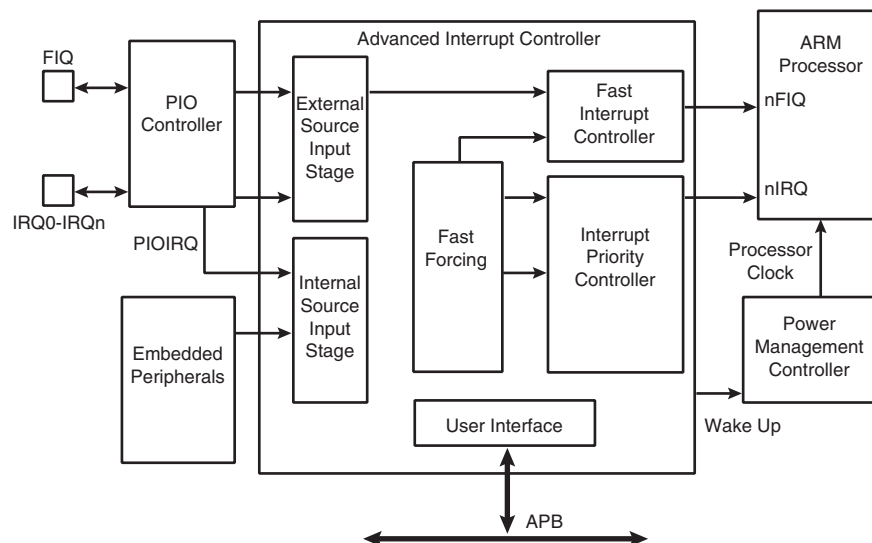 Advanced Interrupt Controller
FIQ
PIO
Controller
IRQ0-IRQn
PIOIRQ
Embedded
Peripherals
External
Source
Input
Stage
Internal
Source
Input
Stage
Fast
Forcing
Fast
Interrupt
Controller
Interrupt
Priority
Controller
User Interface
APB
ARM
Processor
nFIQ
nIRQ
Processor
Clock
Power
Management
Controller
Wake Up